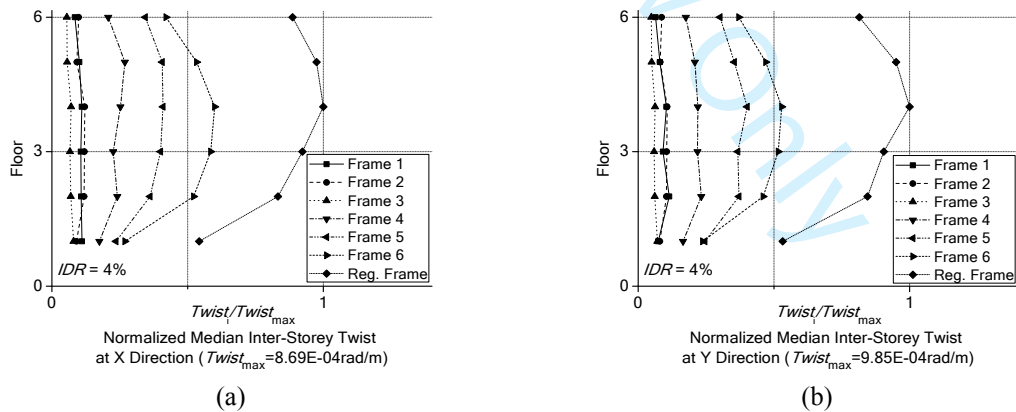 6
3
0
Floor
Frame 1
Frame 2
Frame 3
Frame 4
Frame 5
Frame 6
Reg. Frame
IDR = 4%
0
1
Twist_i/Twist_max
Normalized Median Inter-Storey Twist
at X Direction (Twist_max=8.69E-04rad/m)
(a)
6
3
0
Floor
Frame 1
Frame 2
Frame 3
Frame 4
Frame 5
Frame 6
Reg. Frame
IDR = 4%
0
1
Twist_i/Twist_max
Normalized Median Inter-Storey Twist
at Y Direction (Twist_max=9.85E-04rad/m)
(b)
Only